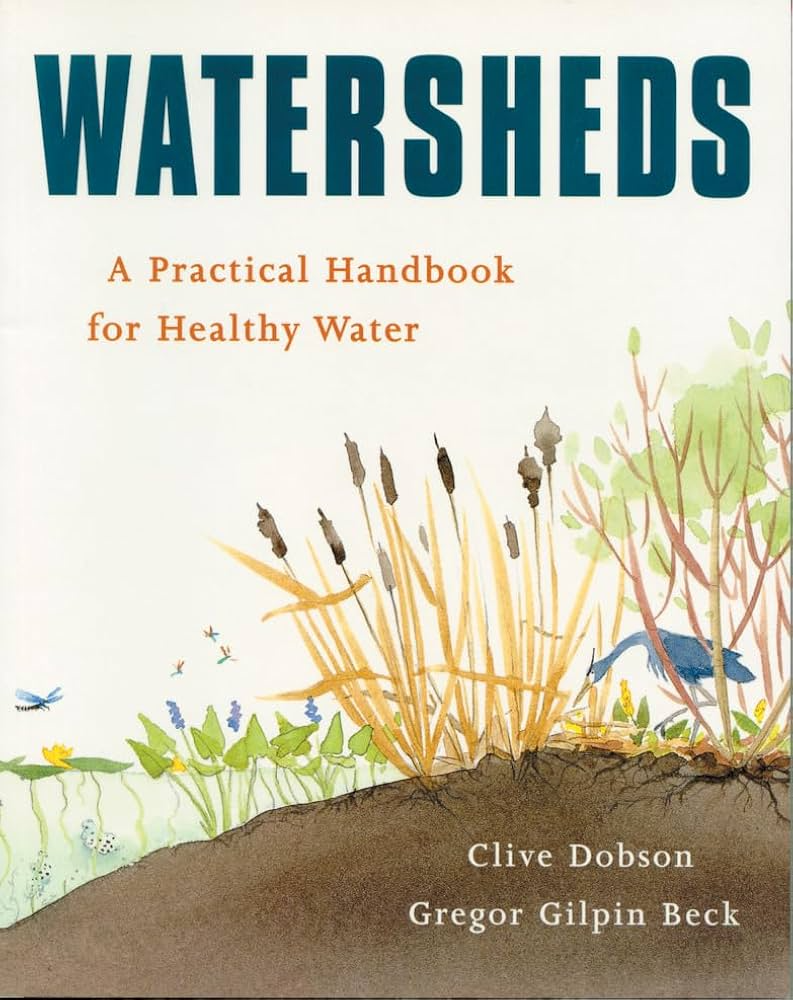 WATERSHEDS
A Practical Handbook
for Healthy Water
Clive Dobson
Gregor Gilpin Beck